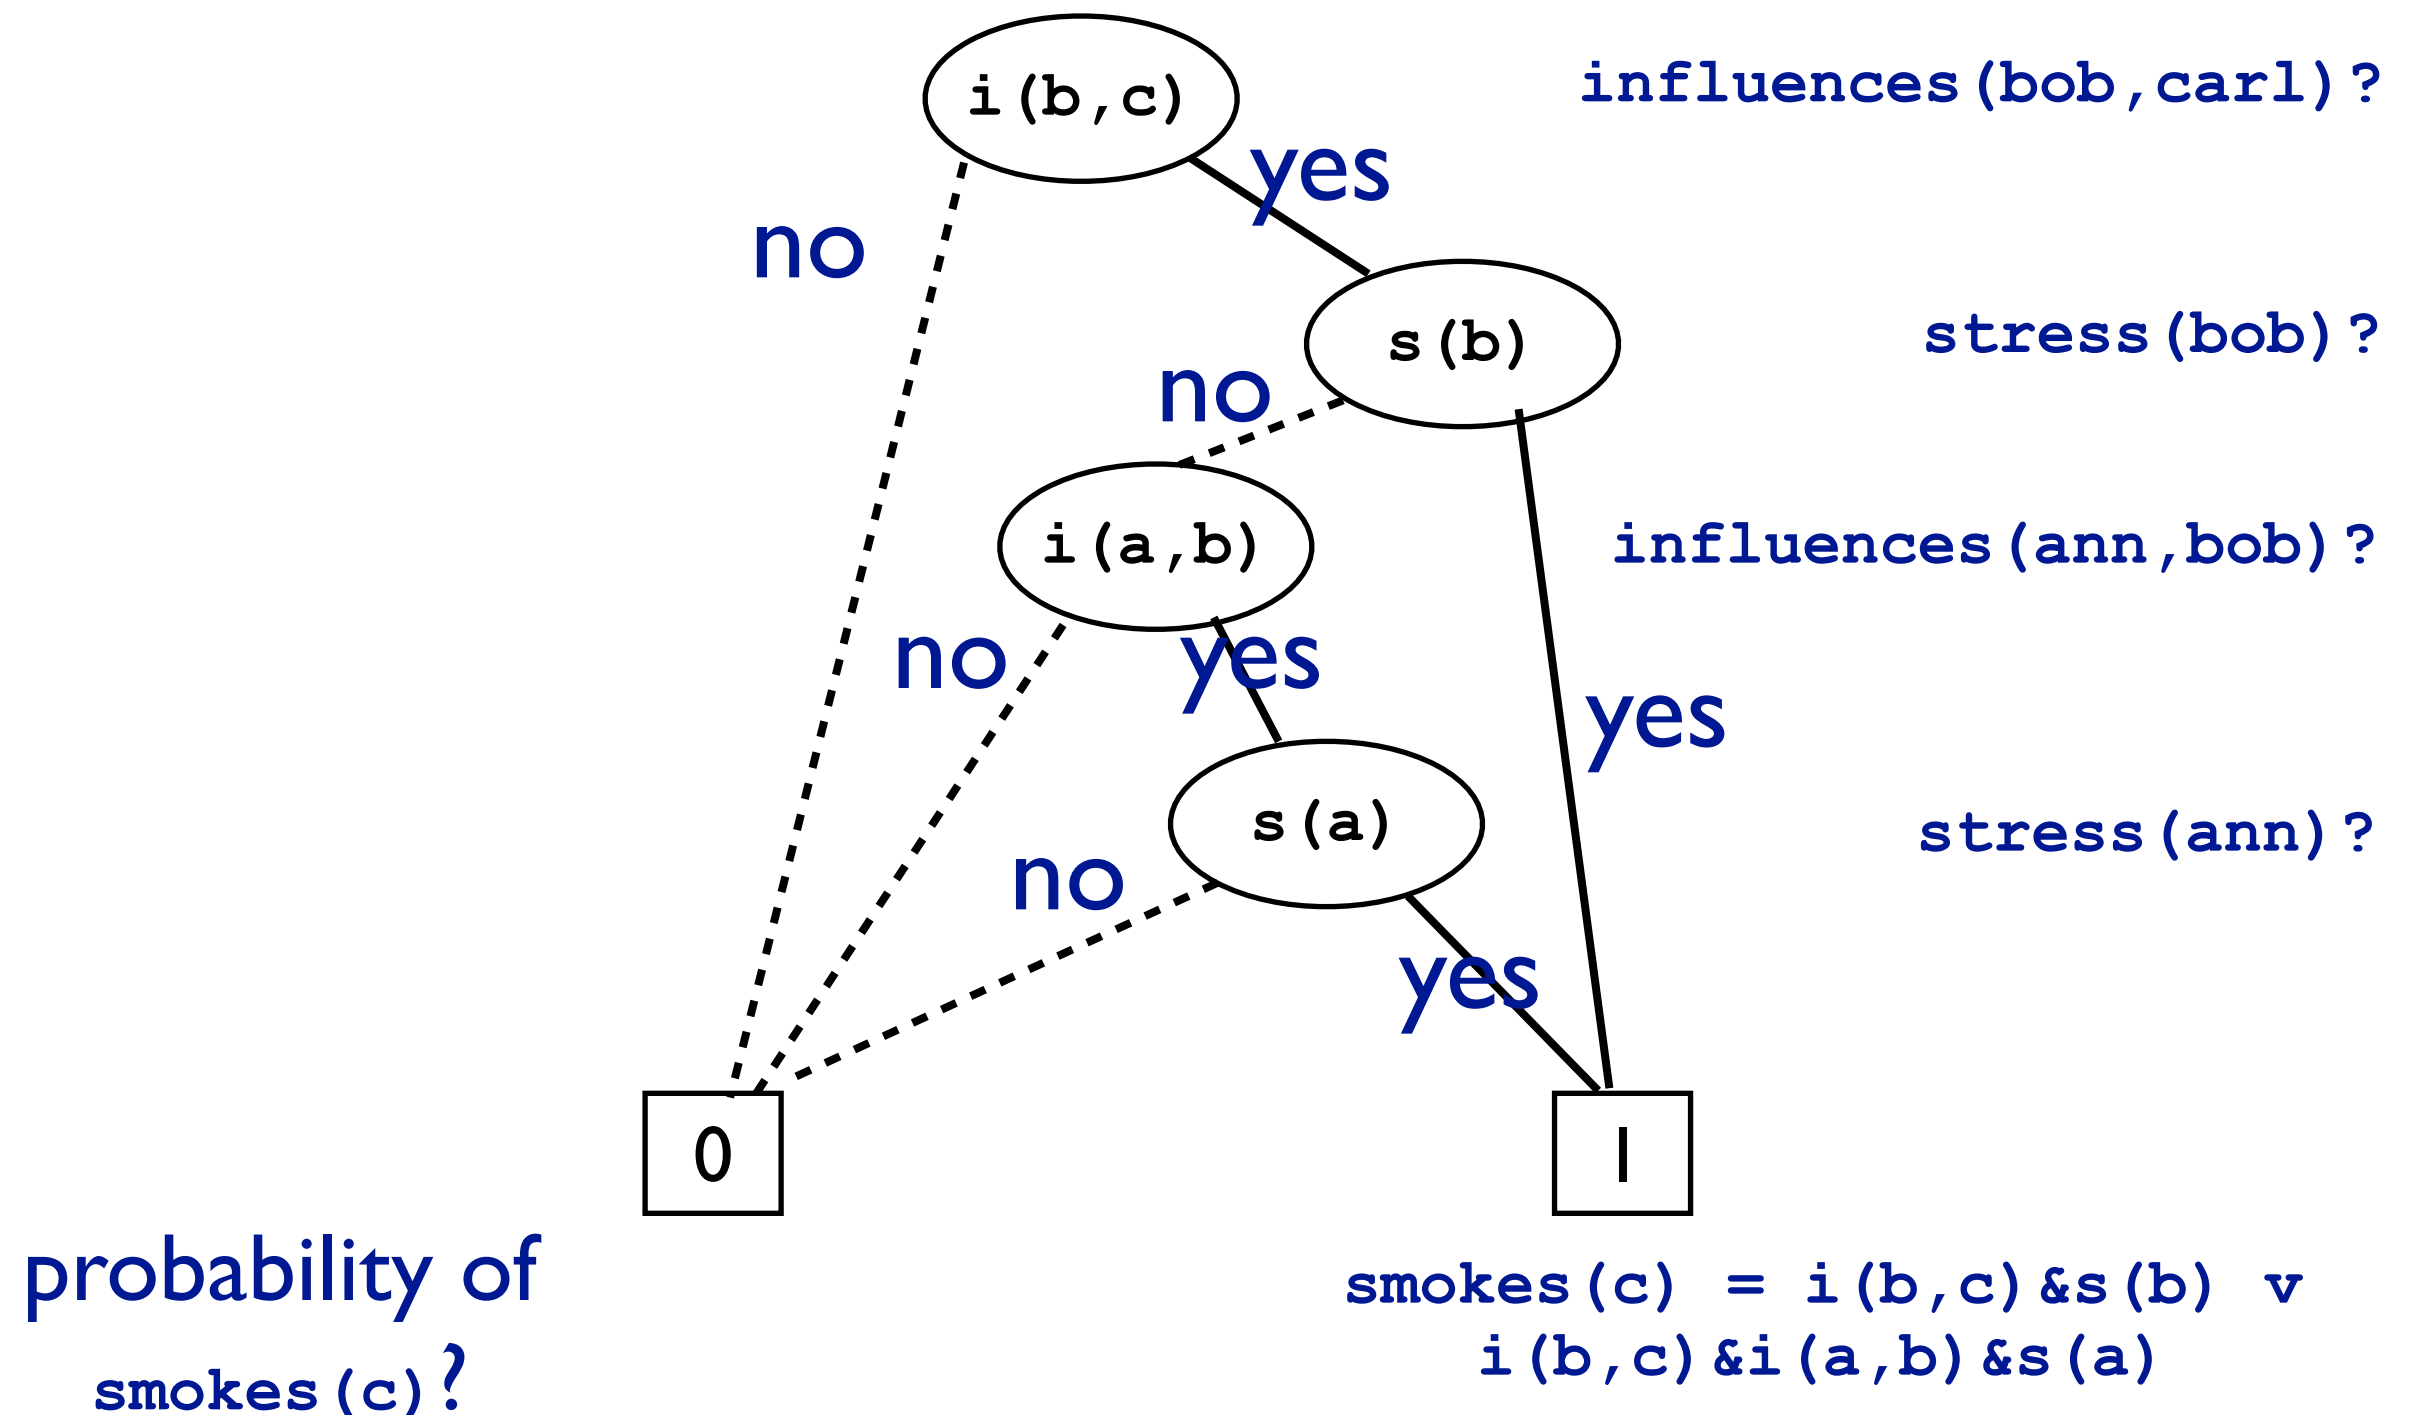 i(b,c)
influences(bob,carl)?
yes
no
s(b)
stress(bob)?
no
i(a,b)
influences(ann,bob)?
no
yes
yes
s(a)
stress(ann)?
no
yes
0
1
probability of
smokes(c)?
smokes(c) = i(b,c)&s(b) v
i(b,c)&i(a,b)&s(a)